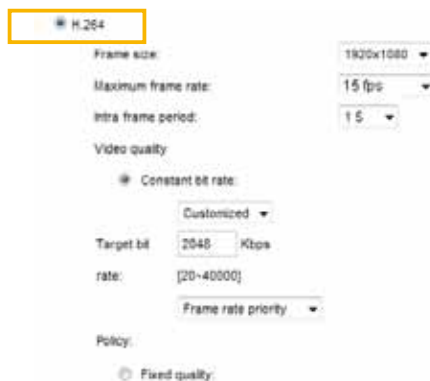 H.264
Frame size: 1920x1080
Maximum frame rate: 15 fps
Intra frame period: 1 S
Video quality
Constant bit rate:
Customized
Target bit 2048 Kbps
rate: [20~40000]
Frame rate priority
Policy:
Fixed quality: